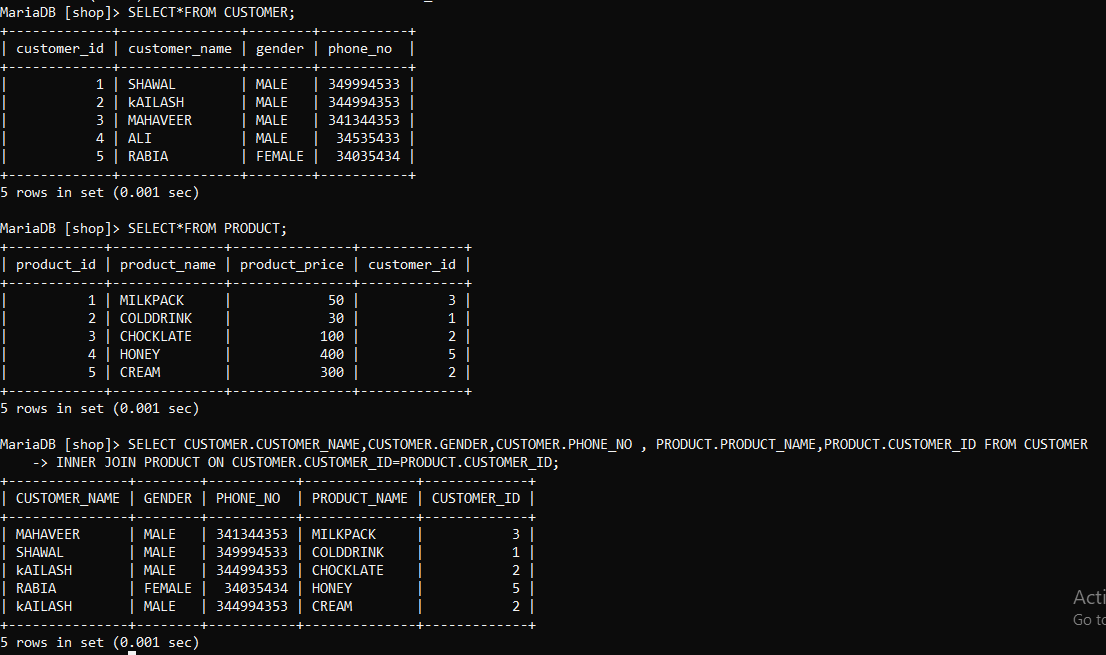 MariaDB [shop]> SELECT*FROM CUSTOMER;
+-------------+---------------+--------+-----------+
| customer_id | customer_name | gender | phone_no  |
+-------------+---------------+--------+-----------+
|           1 | SHAWAL        | MALE   | 349994533 |
|           2 | kAILASH       | MALE   | 344994353 |
|           3 | MAHAVEER      | MALE   | 341344353 |
|           4 | ALI           | MALE   |  34535433 |
|           5 | RABIA         | FEMALE |  34035434 |
+-------------+---------------+--------+-----------+
5 rows in set (0.001 sec)
MariaDB [shop]> SELECT*FROM PRODUCT;
+------------+--------------+---------------+-------------+
| product_id | product_name | product_price | customer_id |
+------------+--------------+---------------+-------------+
|          1 | MILKPACK     |            50 |           3 |
|          2 | COLDDRINK    |            30 |           1 |
|          3 | CHOCKLATE    |           100 |           2 |
|          4 | HONEY        |           400 |           5 |
|          5 | CREAM        |           300 |           2 |
+------------+--------------+---------------+-------------+
5 rows in set (0.001 sec)
MariaDB [shop]> SELECT CUSTOMER.CUSTOMER_NAME,CUSTOMER.GENDER,CUSTOMER.PHONE_NO , PRODUCT.PRODUCT_NAME,PRODUCT.CUSTOMER_ID FROM CUSTOMER
    -> INNER JOIN PRODUCT ON CUSTOMER.CUSTOMER_ID=PRODUCT.CUSTOMER_ID;
+---------------+--------+-----------+--------------+-------------+
| CUSTOMER_NAME | GENDER | PHONE_NO  | PRODUCT_NAME | CUSTOMER_ID |
+---------------+--------+-----------+--------------+-------------+
| MAHAVEER      | MALE   | 341344353 | MILKPACK     |           3 |
| SHAWAL        | MALE   | 349994533 | COLDDRINK    |           1 |
| kAILASH       | MALE   | 344994353 | CHOCKLATE    |           2 |
| RABIA         | FEMALE |  34035434 | HONEY        |           5 |
| kAILASH       | MALE   | 344994353 | CREAM        |           2 |
+---------------+--------+-----------+--------------+-------------+
5 rows in set (0.001 sec)
Acti
Go to